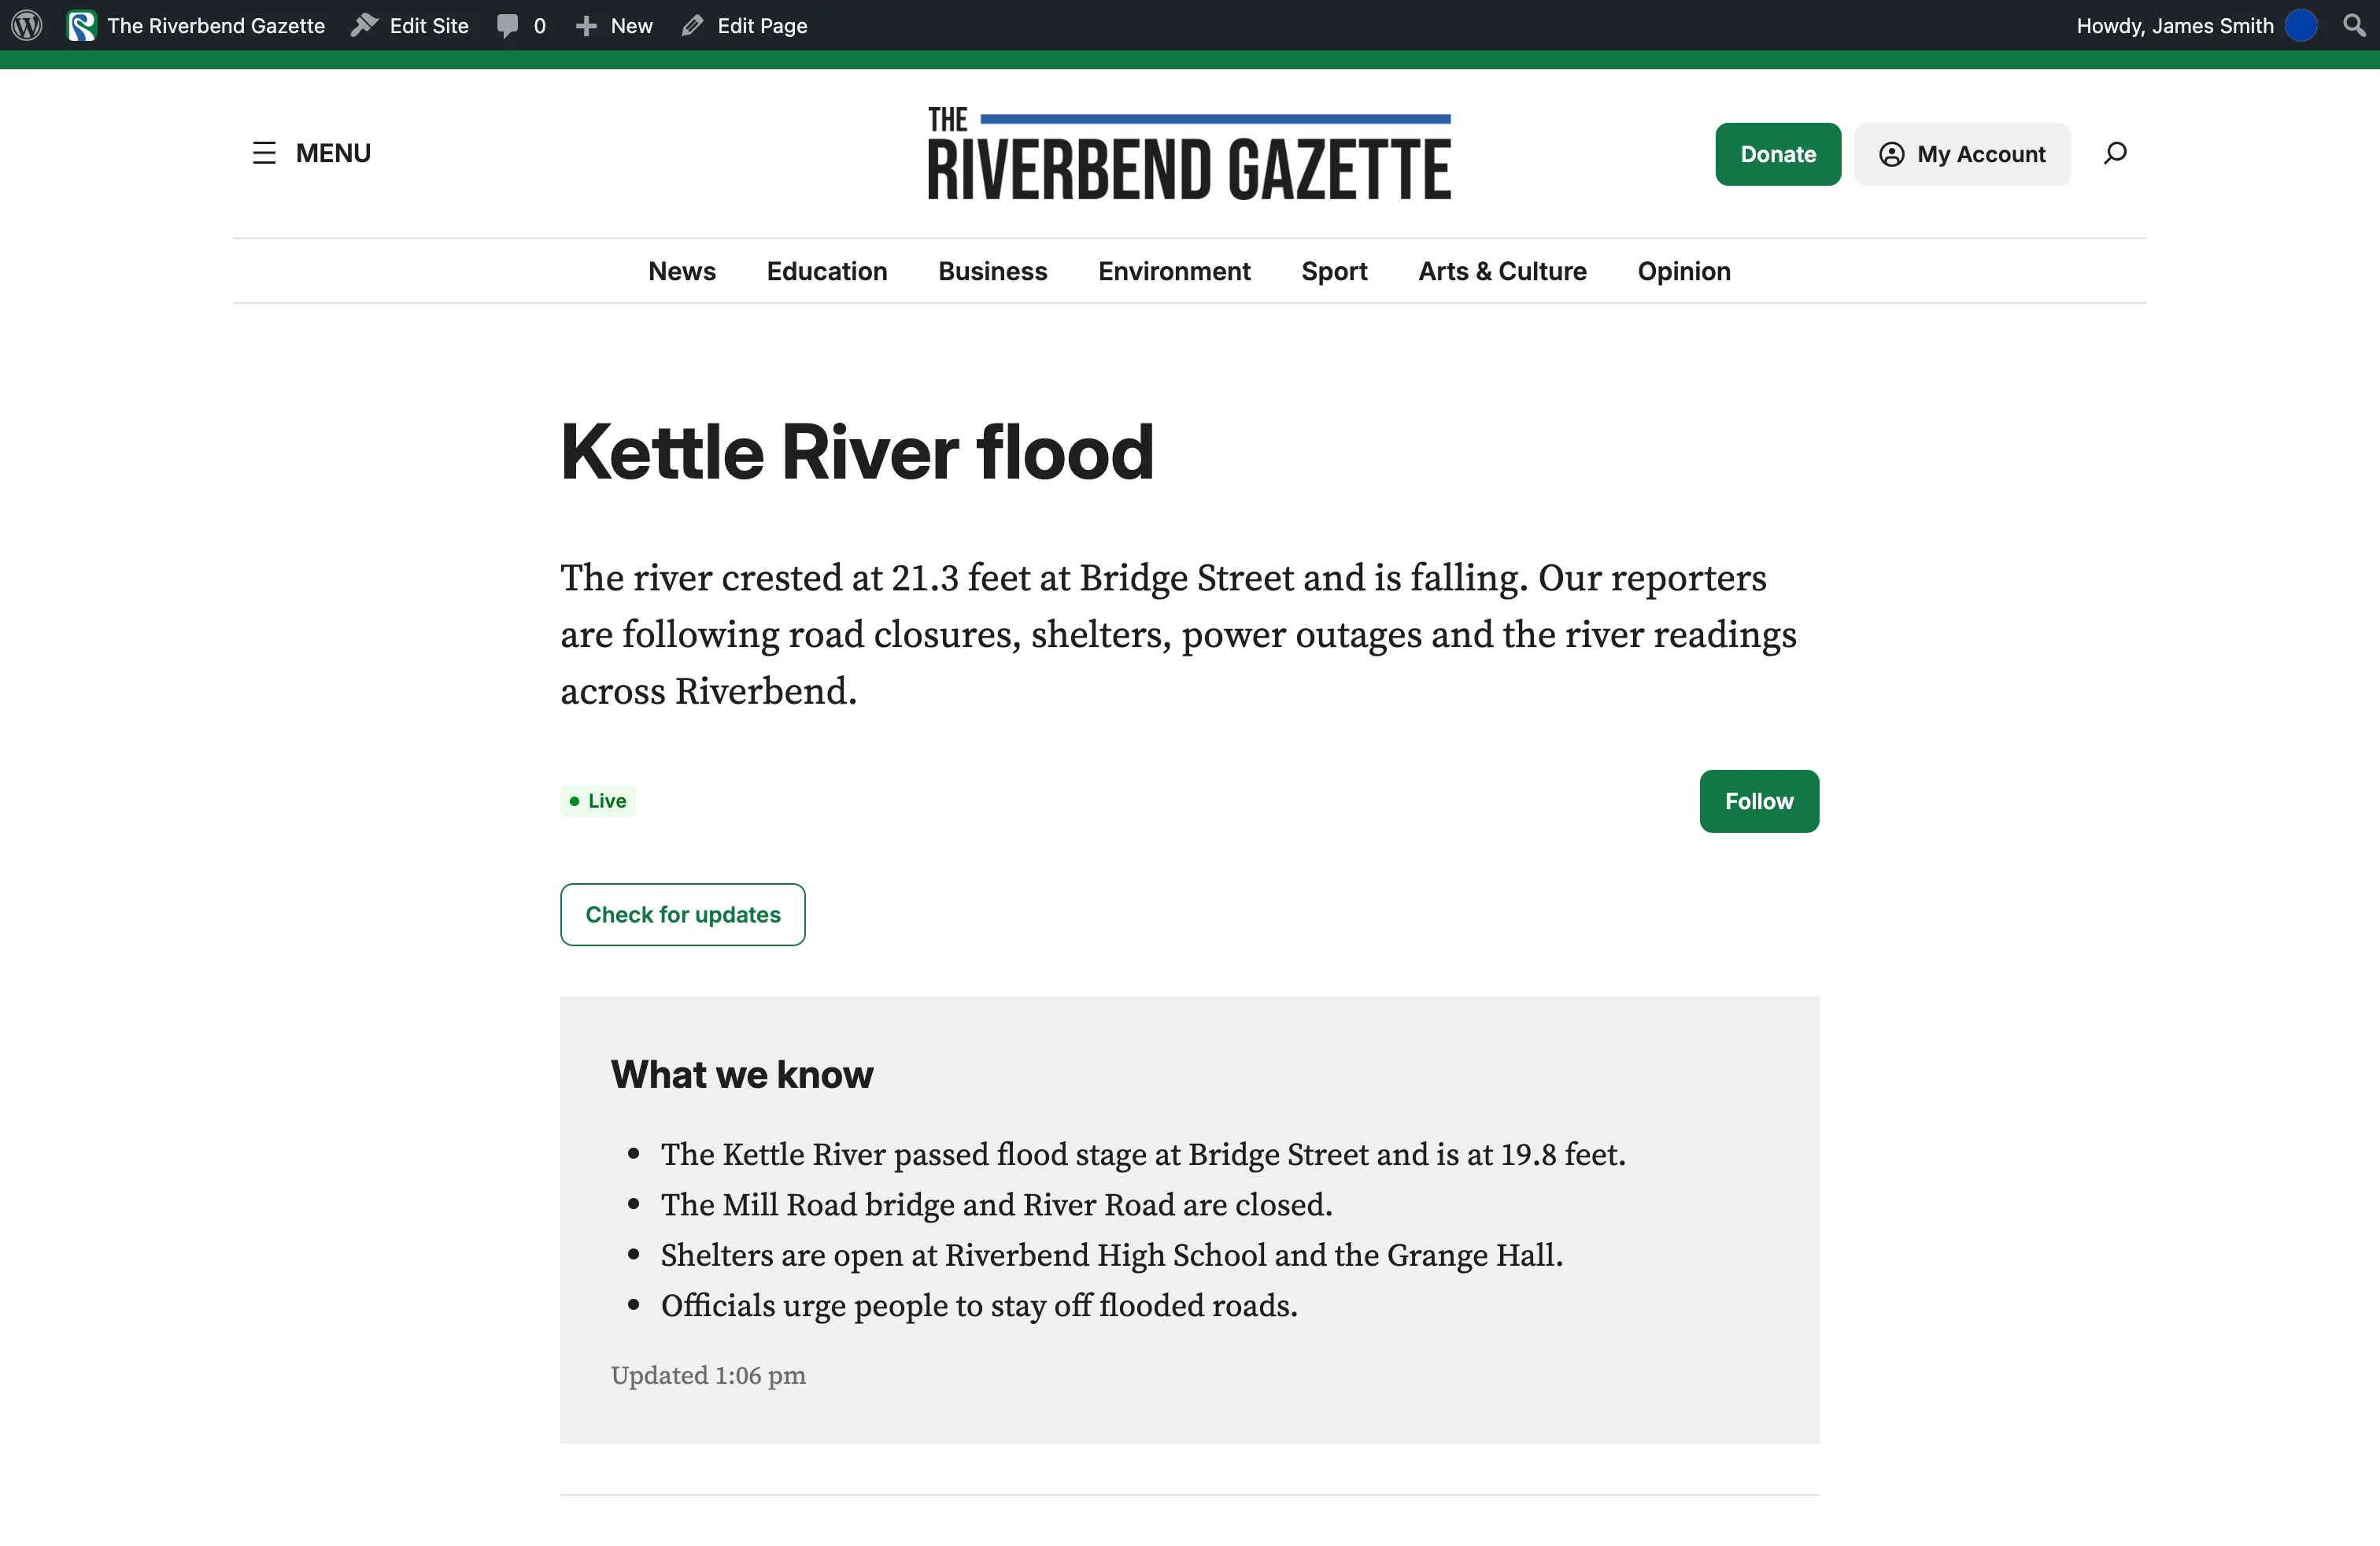 The Riverbend Gazette Edit Site 0 New Edit Page Howdy, James Smith
MENU
THE
RIVERBEND GAZETTE
Donate My Account
News Education Business Environment Sport Arts & Culture Opinion
Kettle River flood
The river crested at 21.3 feet at Bridge Street and is falling. Our reporters
are following road closures, shelters, power outages and the river readings
across Riverbend.
Live Follow
Check for updates
What we know
• The Kettle River passed flood stage at Bridge Street and is at 19.8 feet.
• The Mill Road bridge and River Road are closed.
• Shelters are open at Riverbend High School and the Grange Hall.
• Officials urge people to stay off flooded roads.
Updated 1:06 pm